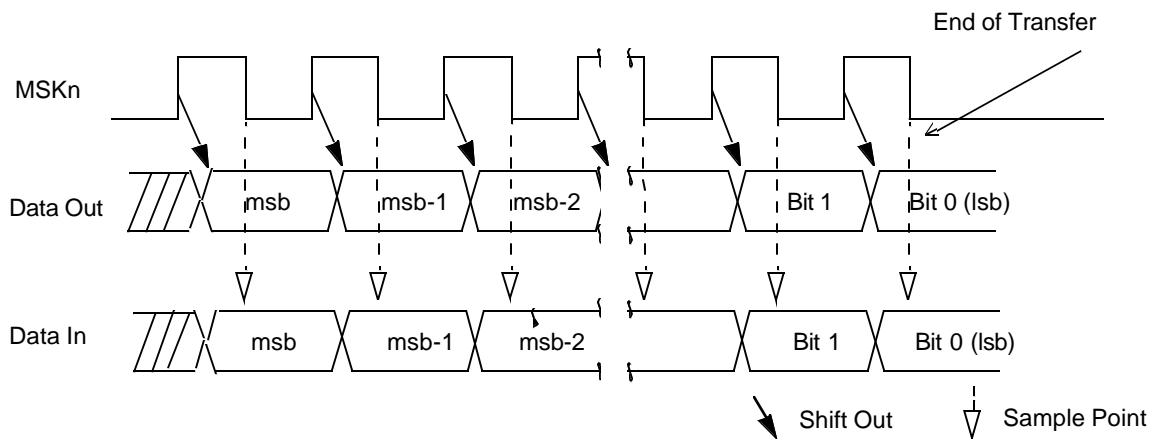 End of Transfer
MSKn
Data Out
msb
msb-1
msb-2
Bit 1
Bit 0 (lsb)
Data In
msb
msb-1
msb-2
Bit 1
Bit 0 (lsb)
Shift Out
Sample Point